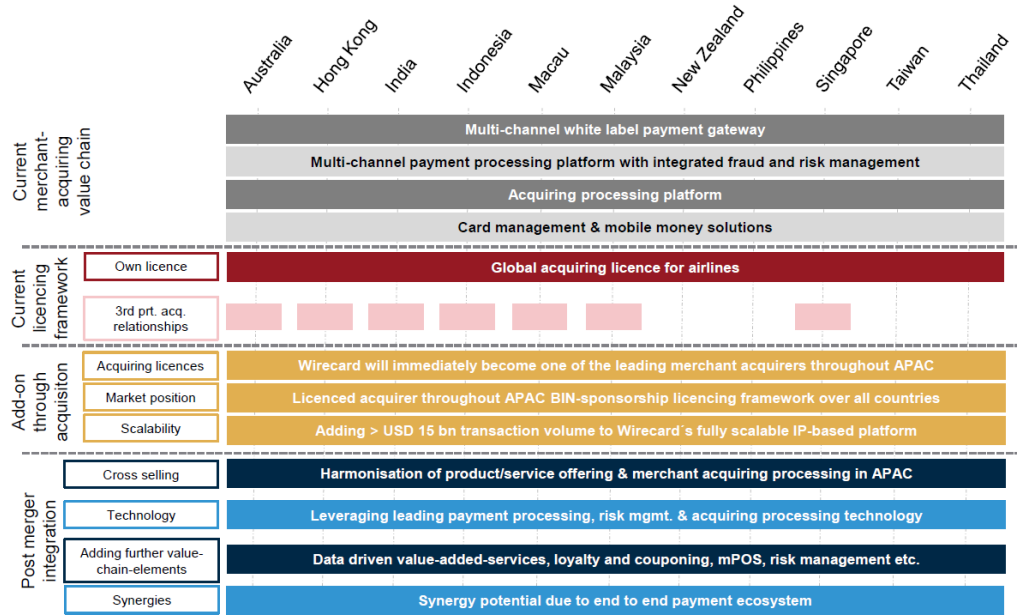 Australia
Hong Kong
India
Indonesia
Macau
Malaysia
New Zealand
Philippines
Singapore
Taiwan
Thailand
Current
merchant-
acquiring
value chain
Multi-channel white label payment gateway
Multi-channel payment processing platform with integrated fraud and risk management
Acquiring processing platform
Card management & mobile money solutions
Current
licencing
framework
Own licence
Global acquiring licence for airlines
3rd prt. acq.
relationships
Add-on
through
acquisiton
Acquiring licences
Wirecard will immediately become one of the leading merchant acquirers throughout APAC
Market position
Licenced acquirer throughout APAC BIN-sponsorship licencing framework over all countries
Scalability
Adding > USD 15 bn transaction volume to Wirecard´s fully scalable IP-based platform
Post merger
integration
Cross selling
Harmonisation of product/service offering & merchant acquiring processing in APAC
Technology
Leveraging leading payment processing, risk mgmt. & acquiring processing technology
Adding further value-
chain-elements
Data driven value-added-services, loyalty and couponing, mPOS, risk management etc.
Synergies
Synergy potential due to end to end payment ecosystem